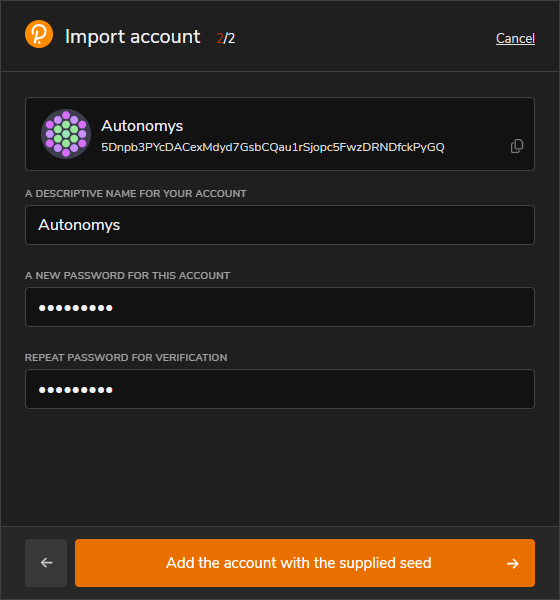 Import account 2/2 Cancel
Autonomys
5Dnpb3PYcDACexMdyd7GsbCQau1rSjopc5FwzDRNDfckPyGQ
A DESCRIPTIVE NAME FOR YOUR ACCOUNT
Autonomys
A NEW PASSWORD FOR THIS ACCOUNT
REPEAT PASSWORD FOR VERIFICATION
Add the account with the supplied seed